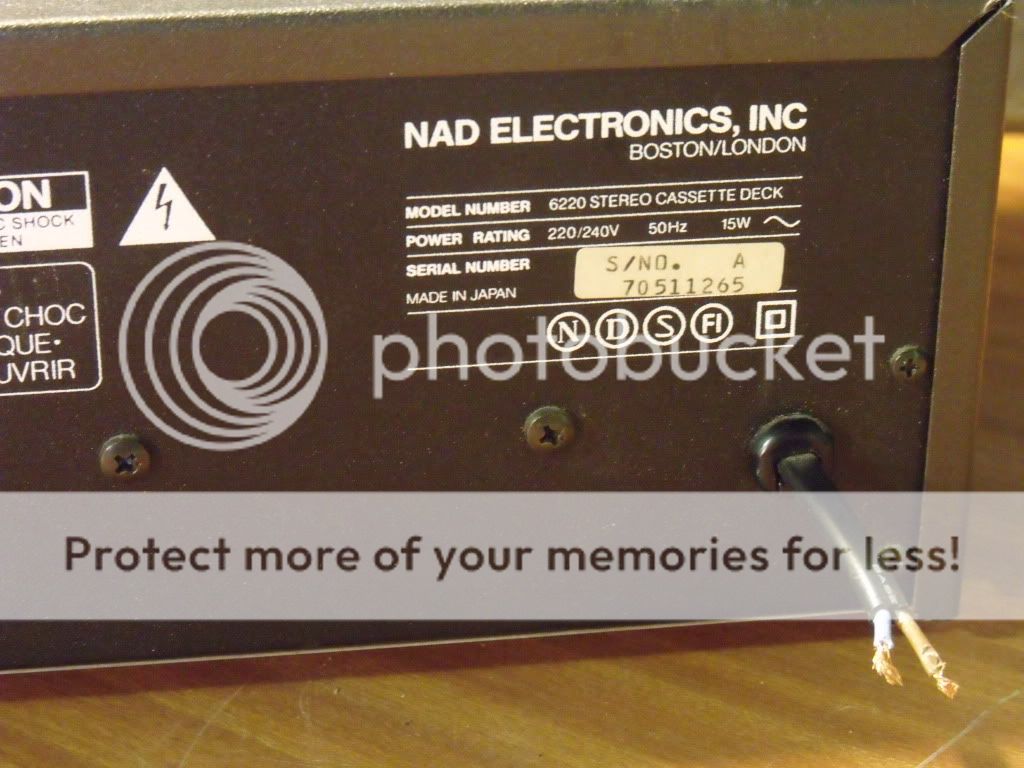 NAD ELECTRONICS, INC
BOSTON/LONDON
ON
C SHOCK
EN
MODEL NUMBER 6220 STEREO CASSETTE DECK
POWER RATING 220/240V 50Hz 15W
SERIAL NUMBER S/NO. A
70511265
MADE IN JAPAN
CHOC
QUE.
UVRIR
N D S FI
photobucket
Protect more of your memories for less!